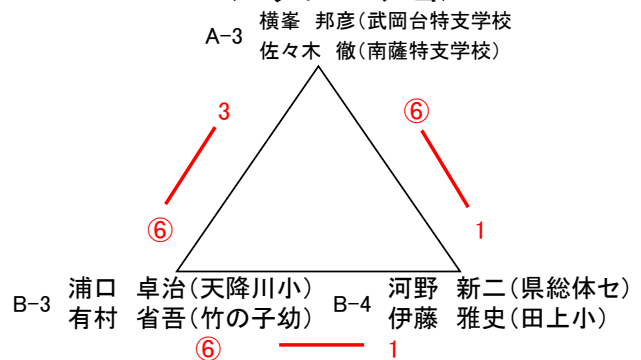 A-3 横峯 邦彦(武岡台特支学校
佐々木 徹(南薩特支学校)
3 ⑥
⑥ 1
B-3 浦口 卓治(天降川小) B-4 河野 新二(県総体セ)
有村 省吾(竹の子幼) 伊藤 雅史(田上小)
⑥ 1